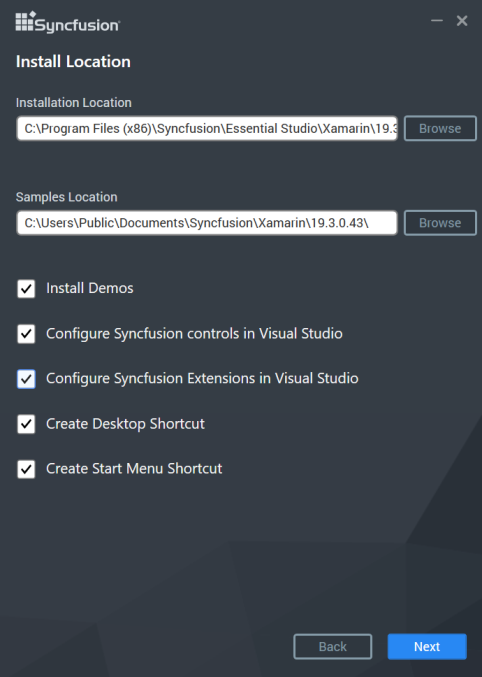 Syncfusion
Install Location
Installation Location
C:\Program Files (x86)\Syncfusion\Essential Studio\Xamarin\19.3
Browse
Samples Location
C:\Users\Public\Documents\Syncfusion\Xamarin\19.3.0.43\
Browse
Install Demos
Configure Syncfusion controls in Visual Studio
Configure Syncfusion Extensions in Visual Studio
Create Desktop Shortcut
Create Start Menu Shortcut
Back
Next